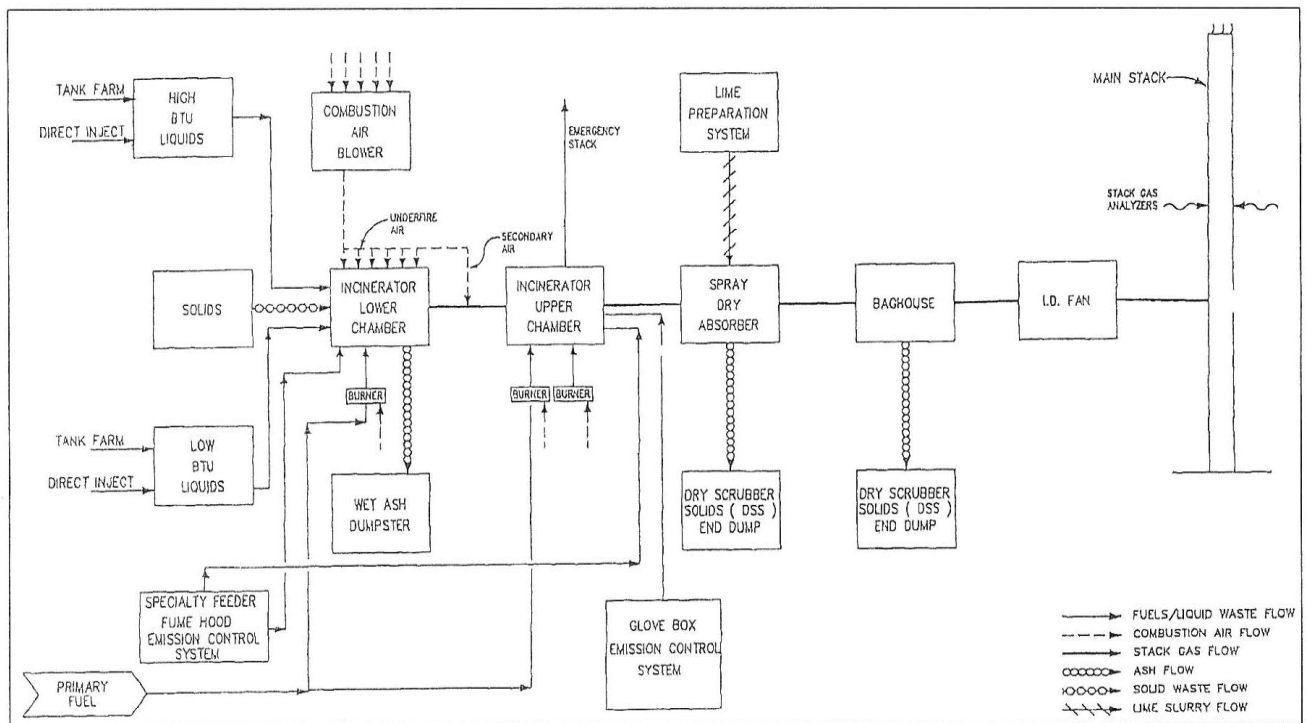 TANK FARM
DIRECT INJECT
HIGH
BTU
LIQUIDS
COMBUSTION
AIR
BLOWER
EMERGENCY
STACK
LIME
PREPARATION
SYSTEM
MAIN STACK
STACK GAS
ANALYZERS
UNDERFIRE
AIR
SECONDARY
AIR
SOLIDS
INCINERATOR
LOWER
CHAMBER
INCINERATOR
UPPER
CHAMBER
SPRAY
DRY
ABSORBER
BAGHOUSE
I.D. FAN
BURNER
BURNER
BURNER
TANK FARM
DIRECT INJECT
LOW
BTU
LIQUIDS
WET ASH
DUMPSTER
DRY SCRUBBER
SOLIDS ( DSS )
END DUMP
DRY SCRUBBER
SOLIDS ( DSS )
END DUMP
SPECIALTY FEEDER
FUME HOOD
EMISSION CONTROL
SYSTEM
GLOVE BOX
EMISSION CONTROL
SYSTEM
PRIMARY
FUEL
FUELS/LIQUID WASTE FLOW
COMBUSTION AIR FLOW
STACK GAS FLOW
ASH FLOW
SOLID WASTE FLOW
LIME SLURRY FLOW